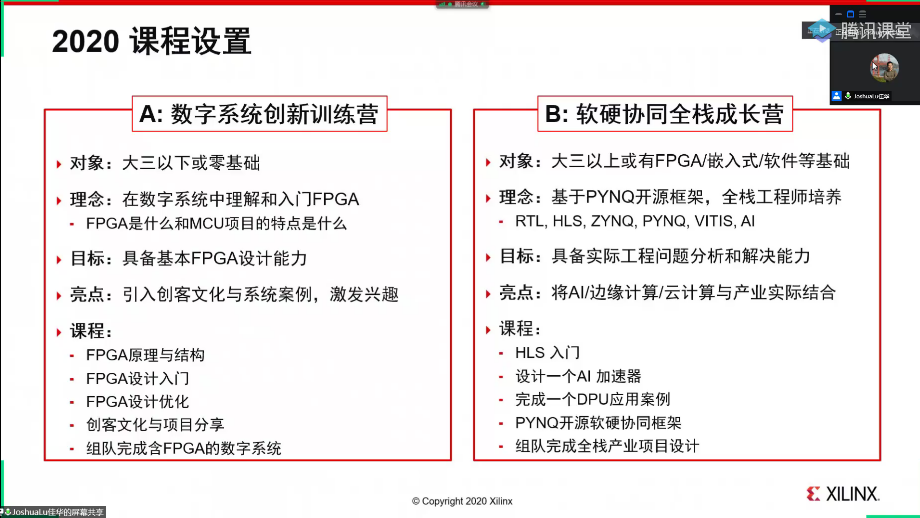 腾讯会议
2020 课程设置
腾讯课堂
JoshuaLu佳华
A: 数字系统创新训练营
对象：大三以下或零基础
理念：在数字系统中理解和入门FPGA
- FPGA是什么和MCU项目的特点是什么
目标：具备基本FPGA设计能力
亮点：引入创客文化与系统案例，激发兴趣
课程：
- FPGA原理与结构
- FPGA设计入门
- FPGA设计优化
- 创客文化与项目分享
- 组队完成含FPGA的数字系统
B: 软硬协同全栈成长营
对象：大三以上或有FPGA/嵌入式/软件等基础
理念：基于PYNQ开源框架，全栈工程师培养
- RTL, HLS, ZYNQ, PYNQ, VITIS, AI
目标：具备实际工程问题分析和解决能力
亮点：将AI/边缘计算/云计算与产业实际结合
课程：
- HLS 入门
- 设计一个AI 加速器
- 完成一个DPU应用案例
- PYNQ开源软硬协同框架
- 组队完成全栈产业项目设计
© Copyright 2020 Xilinx
XILINX.
JoshuaLu佳华的屏幕共享